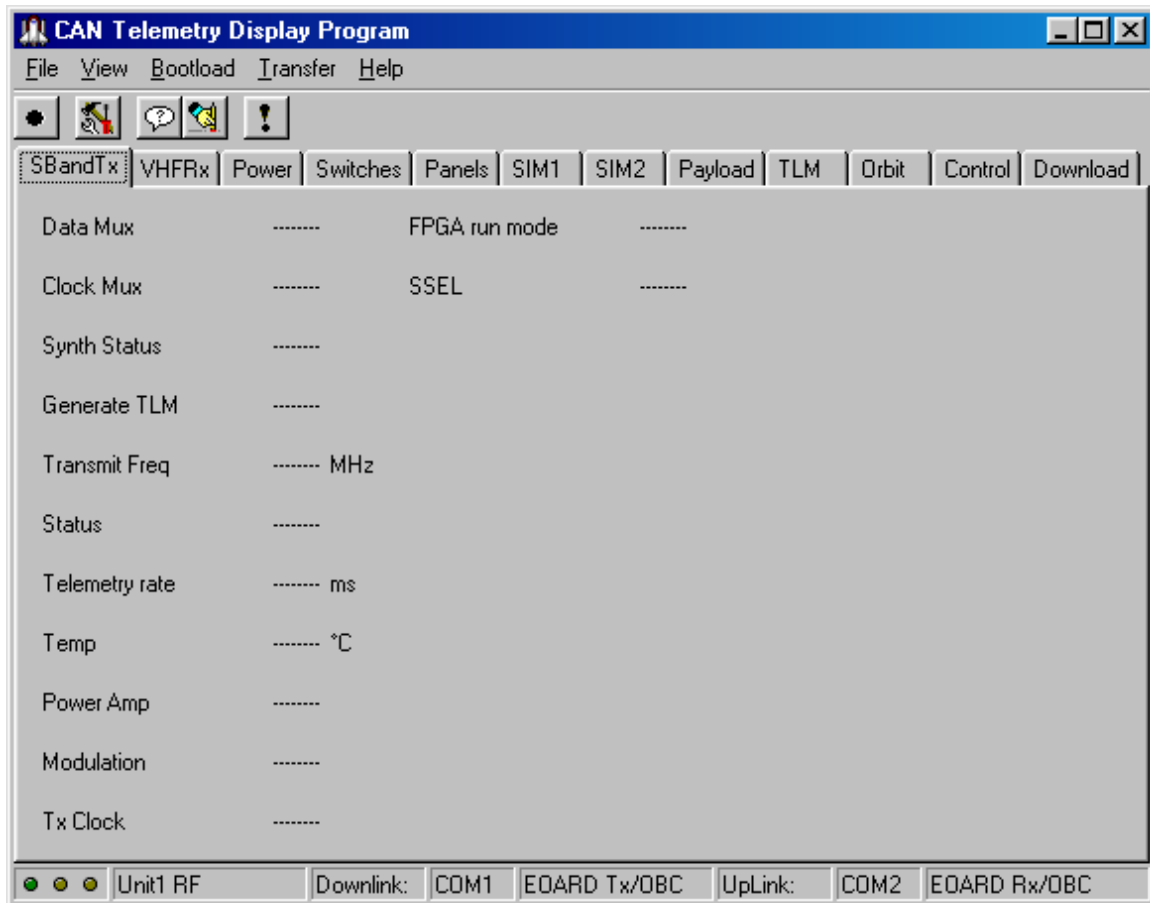 CAN Telemetry Display Program
File View Bootload Transfer Help
SBandTx VHFRx Power Switches Panels SIM1 SIM2 Payload TLM Orbit Control Download
Data Mux -------- FPGA run mode --------
Clock Mux -------- SSEL --------
Synth Status --------
Generate TLM --------
Transmit Freq -------- MHz
Status --------
Telemetry rate -------- ms
Temp -------- °C
Power Amp --------
Modulation --------
Tx Clock --------
Unit1 RF Downlink: COM1 EOARD Tx/OBC UpLink: COM2 EOARD Rx/OBC